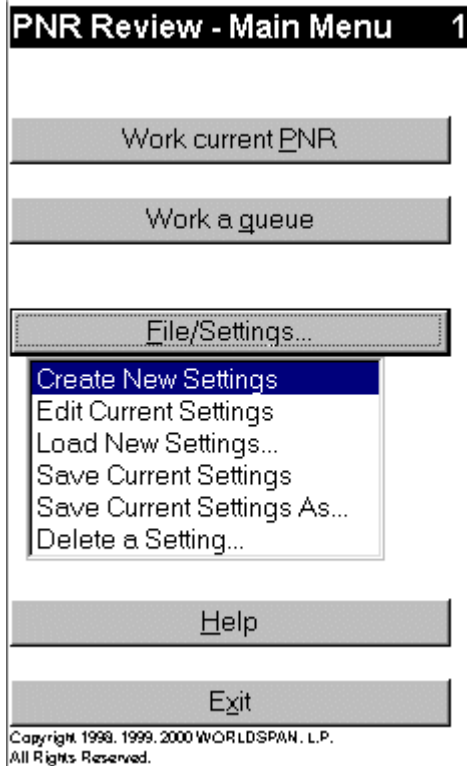 PNR Review - Main Menu 1
Work current PNR
Work a queue
File/Settings...
Create New Settings
Edit Current Settings
Load New Settings...
Save Current Settings
Save Current Settings As...
Delete a Setting...
Help
Exit
Copyright 1998, 1999, 2000 WORLDSPAN, L.P.
All Rights Reserved.